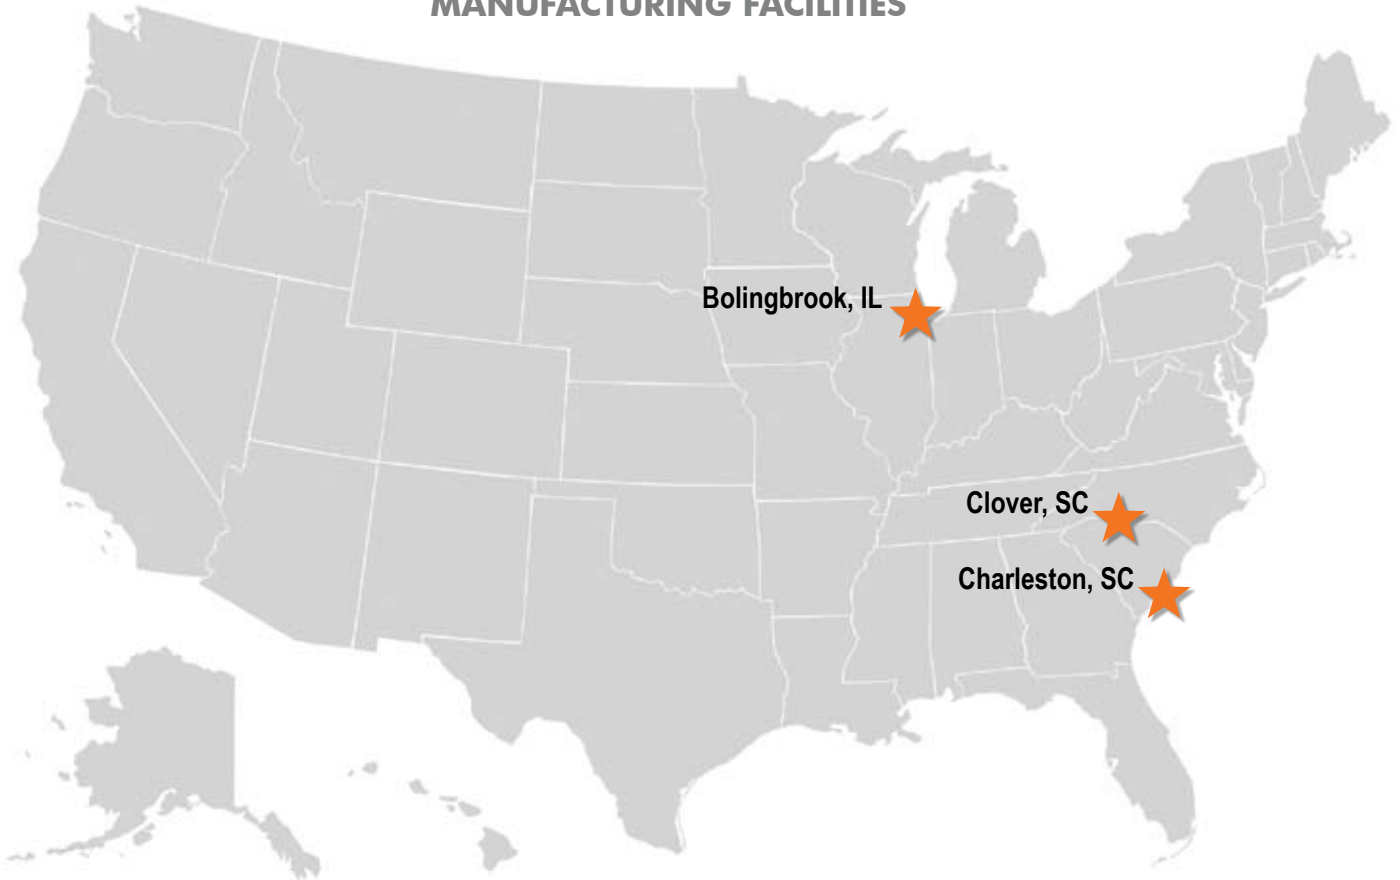 MANUFACTURING FACILITIES
Bolingbrook, IL
Clover, SC
Charleston, SC